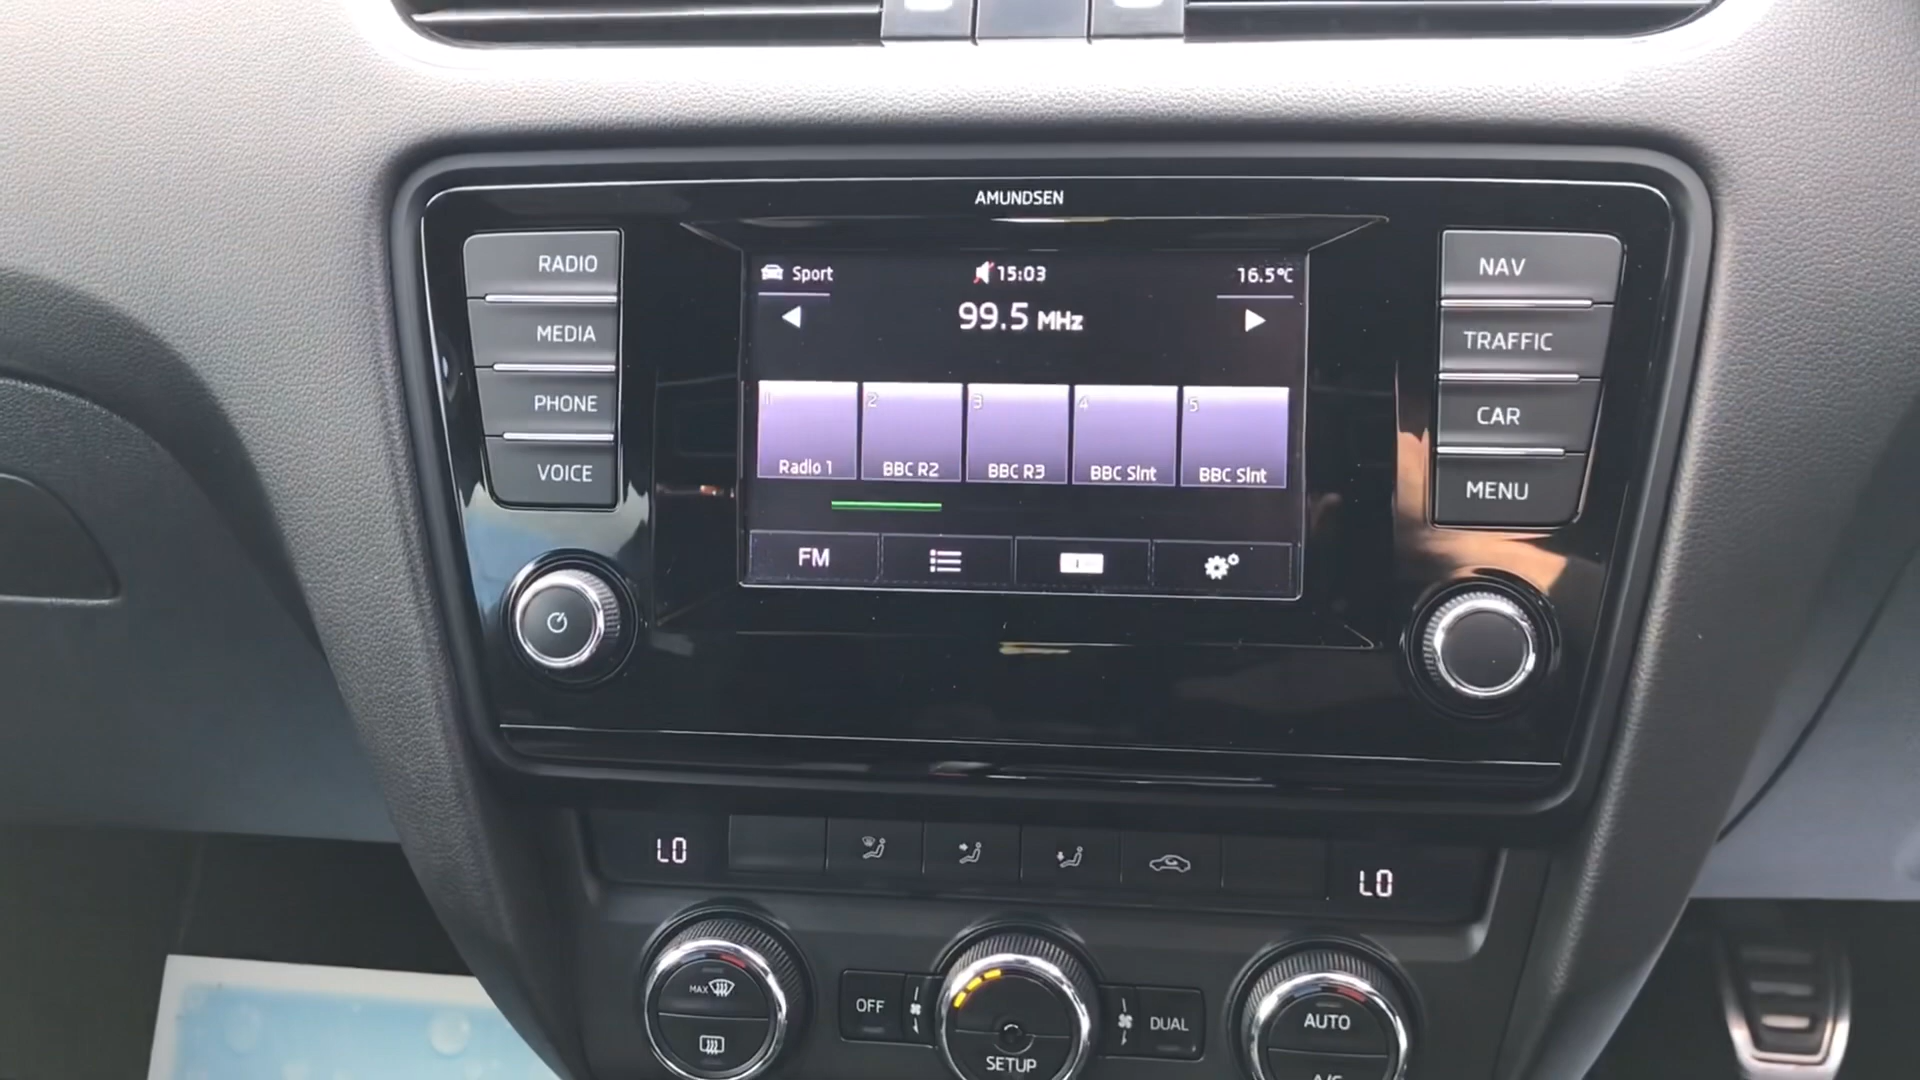 AMUNDSEN
RADIO
MEDIA
PHONE
VOICE
Sport
15:03
16.5°C
99.5 MHz
1
Radio 1
2
BBC R2
3
BBC R3
4
BBC Slnt
5
BBC Slnt
FM
NAV
TRAFFIC
CAR
MENU
LO
LO
MAX
OFF
SETUP
DUAL
AUTO
A/C